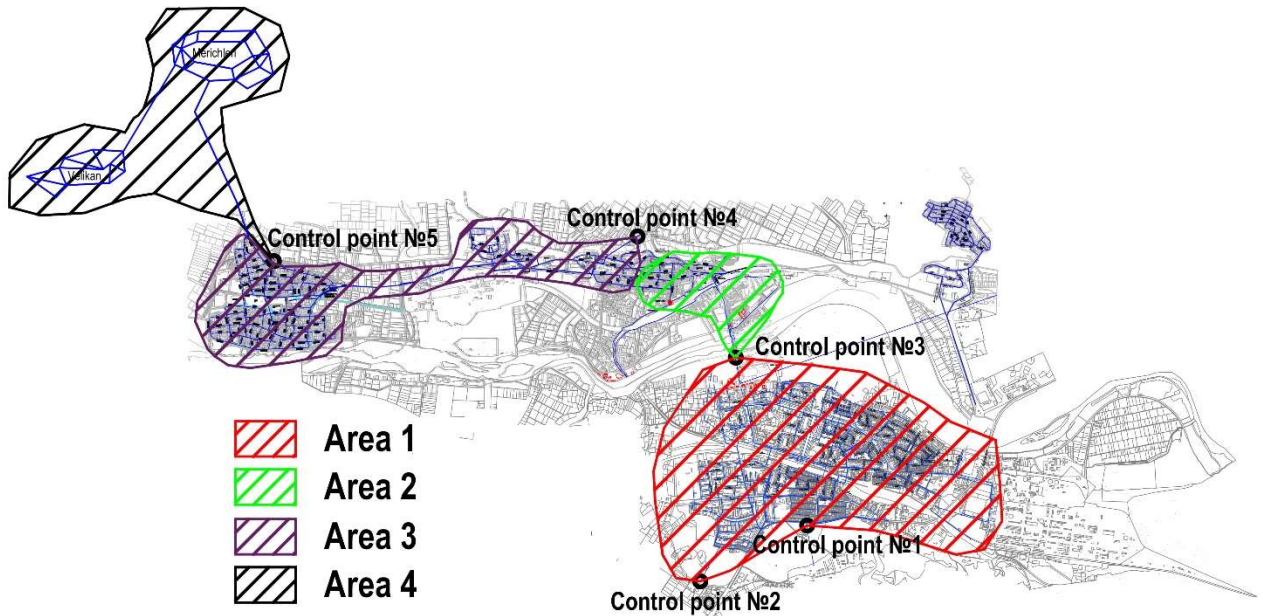 Merichleri
Velikan
Control point №4
Control point №5
Control point №3
Area 1
Area 2
Area 3
Area 4
Control point №1
Control point №2